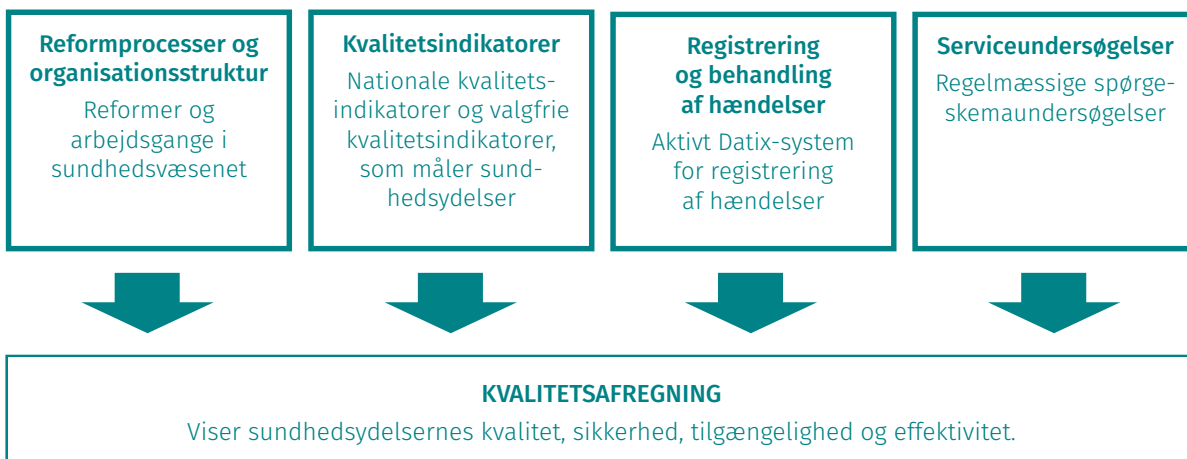 Reformprocesser og
organisationsstruktur
Reformer og
arbejdsgange i
sundhedsvæsenet
Kvalitetsindikatorer
Nationale kvalitets-
indikatorer og valgfrie
kvalitetsindikatorer,
som måler sund-
hedsydelser
Registrering
og behandling
af hændelser
Aktivt Datix-system
for registrering
af hændelser
Serviceundersøgelser
Regelmæssige spørge-
skemaundersøgelser
KVALITETSAFREGNING
Viser sundhedsydelsernes kvalitet, sikkerhed, tilgængelighed og effektivitet.